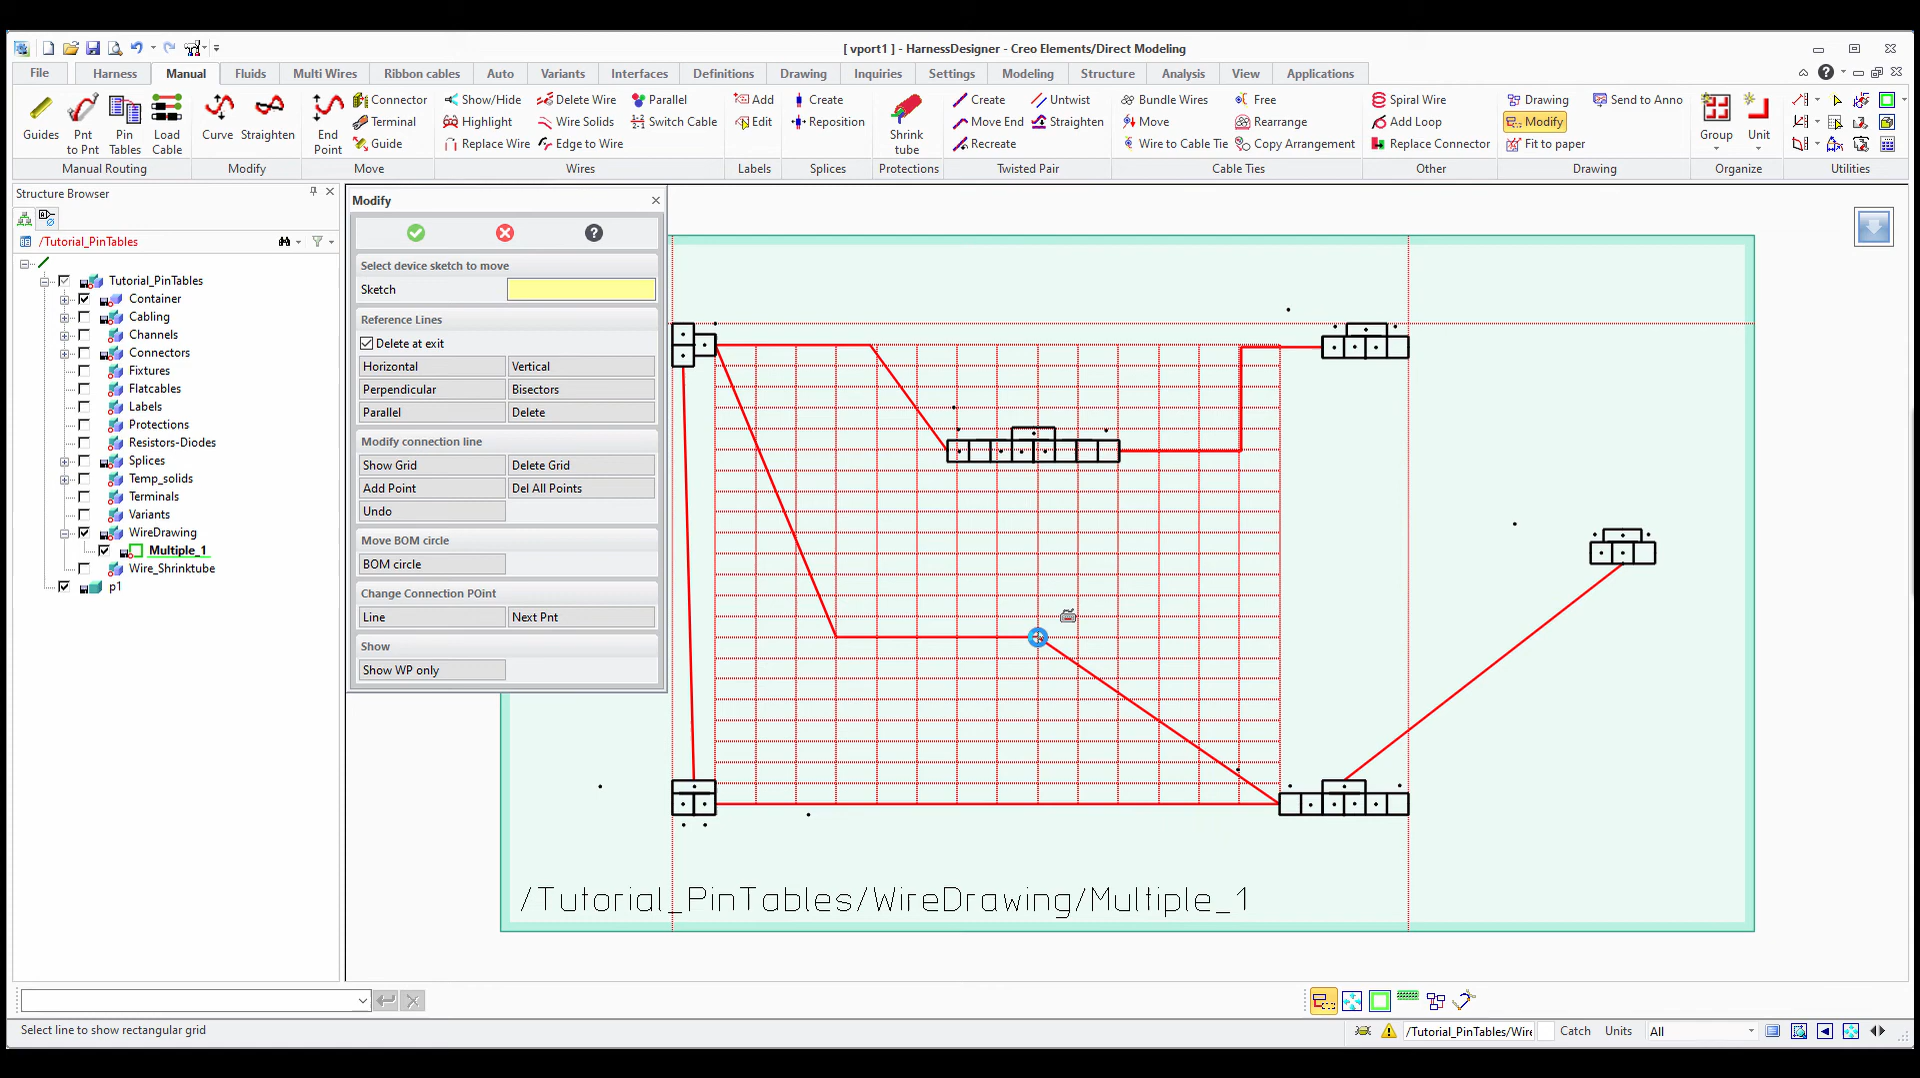 [ vport1 ] - HarnessDesigner - Creo Elements/Direct Modeling
File Harness Manual Fluids Multi Wires Ribbon cables Auto Variants Interfaces Definitions Drawing Inquiries Settings Modeling Structure Analysis View Applications
Guides
Pnt to Pnt
Pin Tables
Load Cable
Manual Routing
Curve
Straighten
Modify
End Point
Connector
Terminal
Guide
Move
Show/Hide Delete Wire Parallel
Highlight Wire Solids Switch Cable
Replace Wire Edge to Wire
Wires
Add
Edit
Labels
Create
Reposition
Splices
Shrink tube
Protections
Create Untwist
Move End Straighten
Recreate
Twisted Pair
Bundle Wires Free
Move Rearrange
Wire to Cable Tie Copy Arrangement
Cable Ties
Spiral Wire
Add Loop
Replace Connector
Other
Drawing Send to Anno
Modify
Fit to paper
Drawing
Group
Unit
Organize
Utilities
Structure Browser
/Tutorial_PinTables
Tutorial_PinTables
Container
Cabling
Channels
Connectors
Fixtures
Flatcables
Labels
Protections
Resistors-Diodes
Splices
Temp_solids
Terminals
Variants
WireDrawing
Multiple_1
Wire_Shrinktube
p1
Modify
Select device sketch to move
Sketch
Reference Lines
Delete at exit
Horizontal Vertical
Perpendicular Bisectors
Parallel Delete
Modify connection line
Show Grid Delete Grid
Add Point Del All Points
Undo
Move BOM circle
BOM circle
Change Connection POint
Line Next Pnt
Show
Show WP only
/Tutorial_PinTables/WireDrawing/Multiple_1
Select line to show rectangular grid
/Tutorial_PinTables/Wire Catch Units All